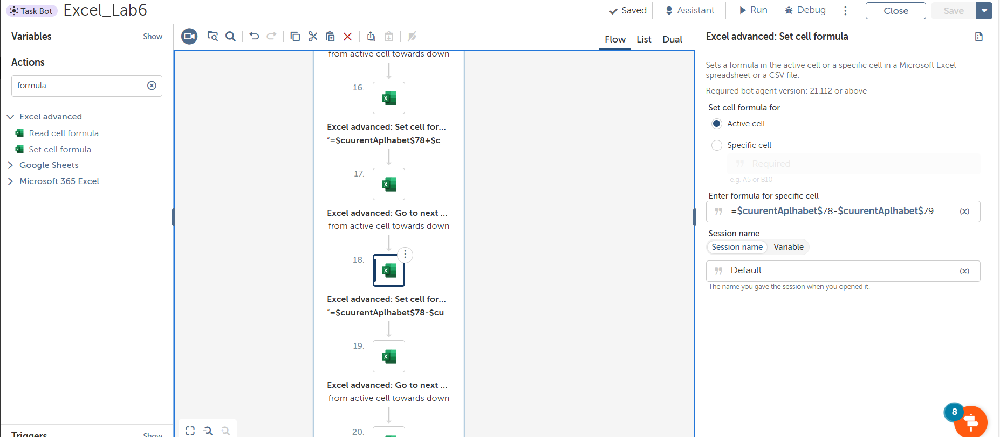 Task Bot
Excel_Lab6
Saved
Assistant
Run
Debug
Close
Save
Variables
Show
Flow
List
Dual
Actions
formula
Excel advanced
Read cell formula
Set cell formula
Google Sheets
Microsoft 365 Excel
Triggers
Show
from active cell towards down
16.
Excel advanced: Set cell for...
"=$cuurentAplhabet$78+$c...
17.
Excel advanced: Go to next ...
from active cell towards down
18.
Excel advanced: Set cell for...
"=$cuurentAplhabet$78-$cu...
19.
Excel advanced: Go to next ...
from active cell towards down
20.
Excel advanced: Set cell formula
Sets a formula in the active cell or a specific cell in a Microsoft Excel
spreadsheet or a CSV file.
Required bot agent version: 21.112 or above
Set cell formula for
Active cell
Specific cell
Required
e.g. A5 or B10
Enter formula for specific cell
=$cuurentAplhabet$78-$cuurentAplhabet$79
(x)
Session name
Session name
Variable
Default
(x)
The name you gave the session when you opened it.
8